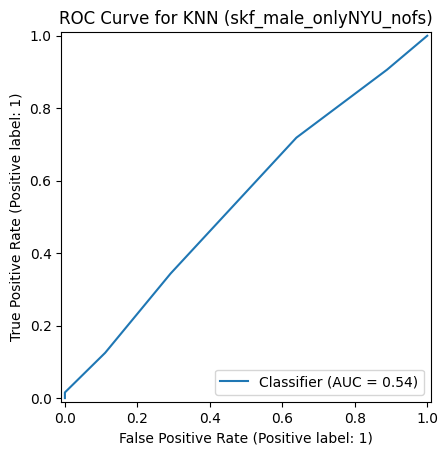 ROC Curve for KNN (skf_male_onlyNYU_nofs)
1.0
0.8
0.6
0.4
0.2
0.0
True Positive Rate (Positive label: 1)
Classifier (AUC = 0.54)
0.0 0.2 0.4 0.6 0.8 1.0
False Positive Rate (Positive label: 1)